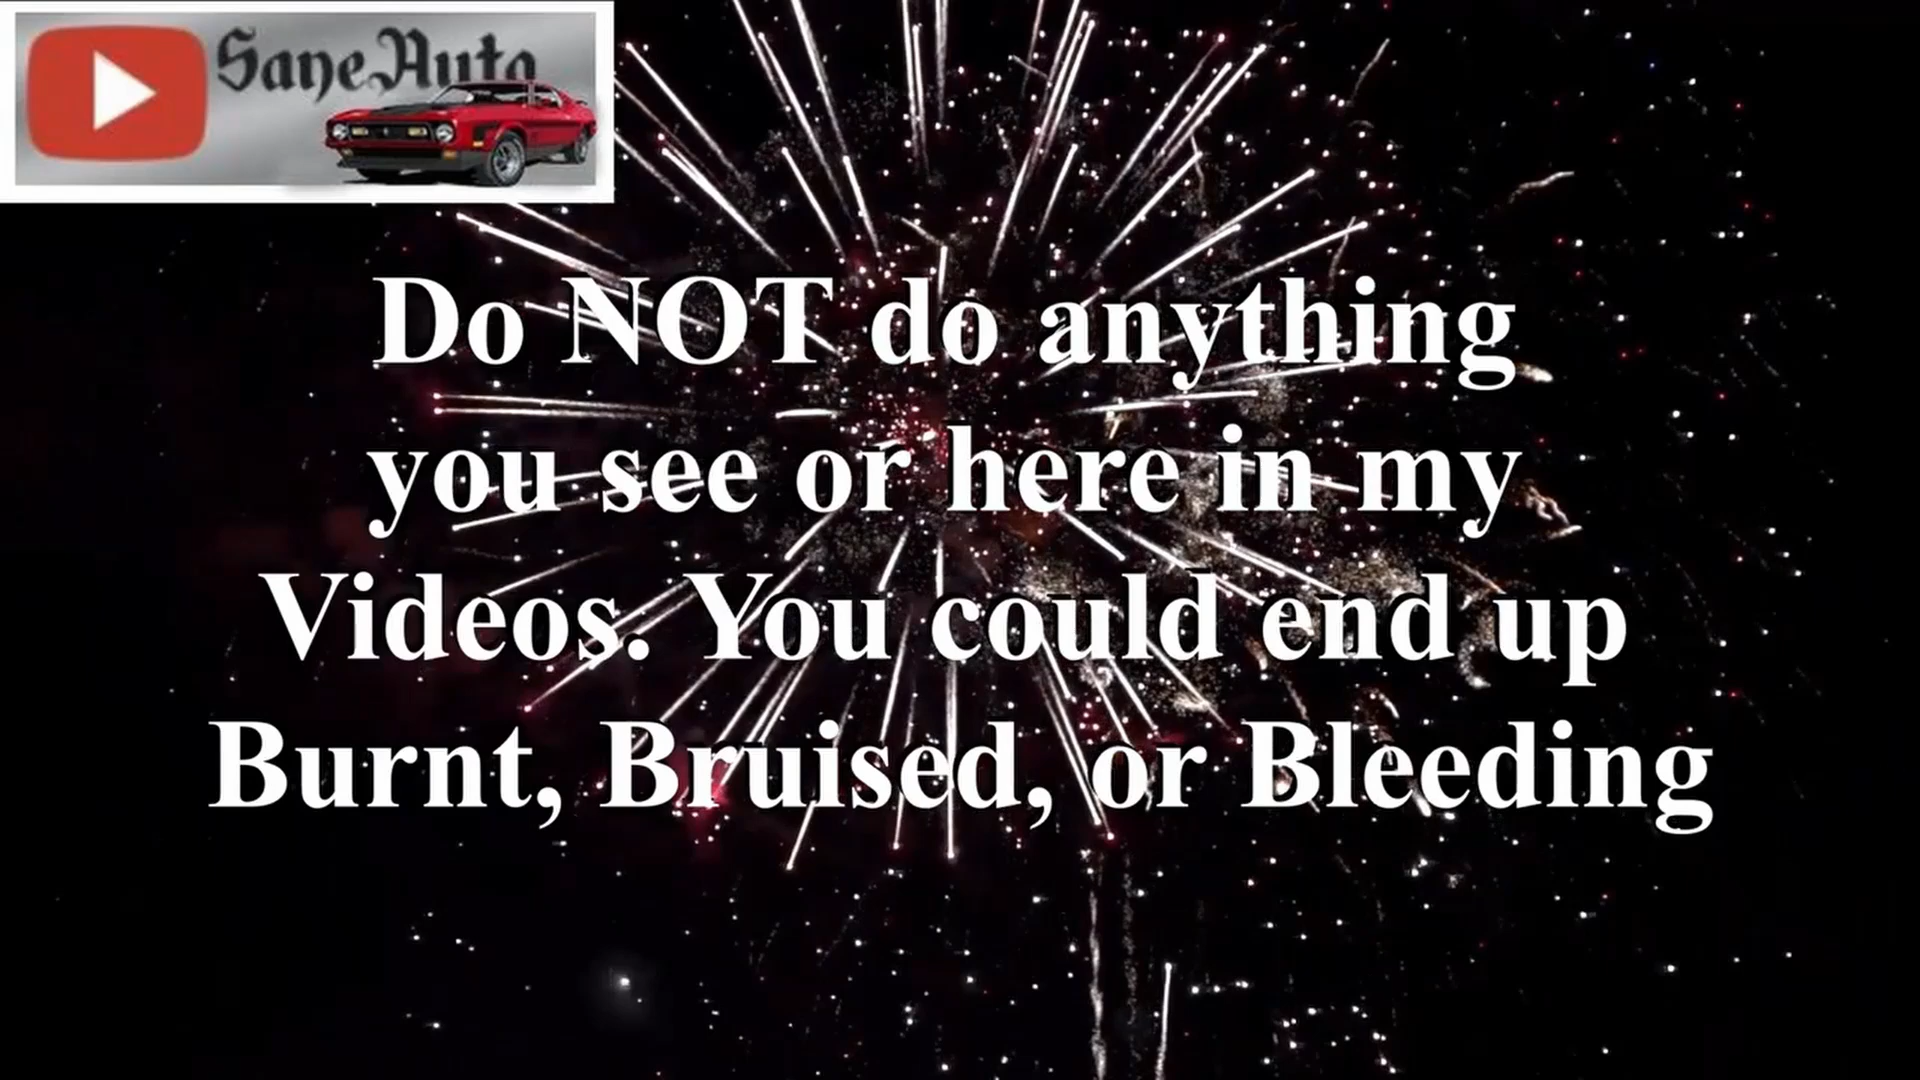 SaneAuto
Do NOT do anything
you see or here in my
Videos. You could end up
Burnt, Bruised, or Bleeding